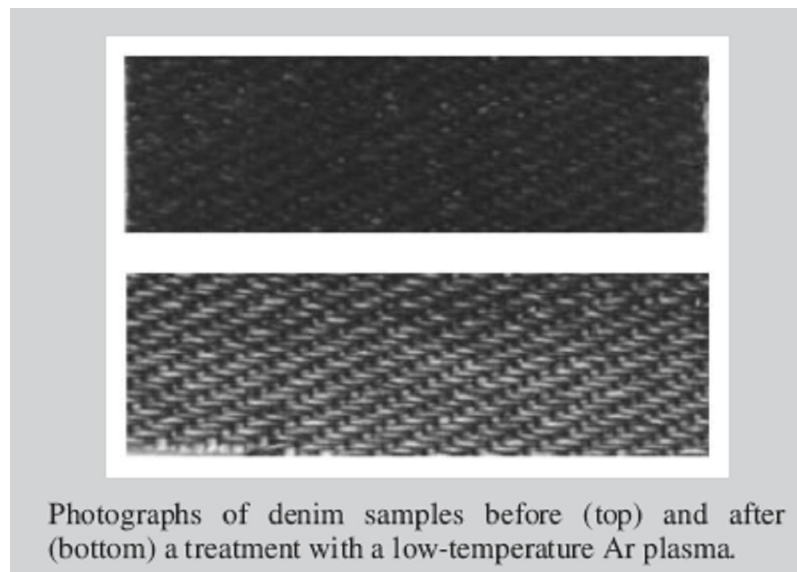 Photographs of denim samples before (top) and after
(bottom) a treatment with a low-temperature Ar plasma.